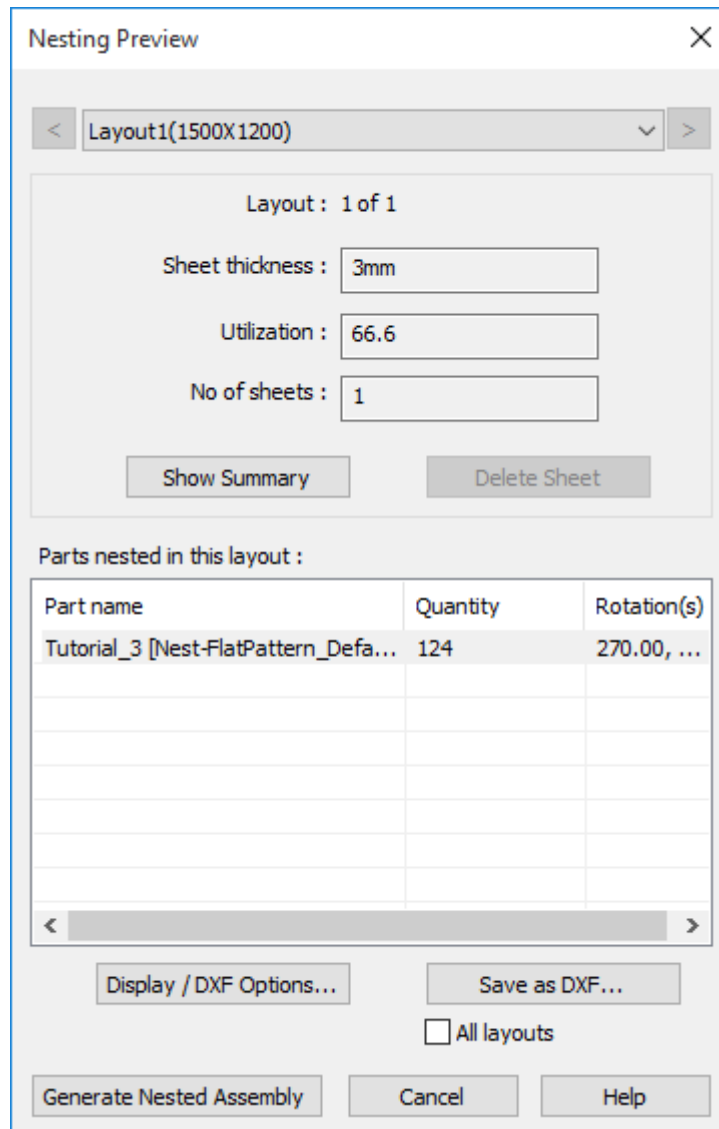 Nesting Preview
<
Layout1(1500X1200)
>
Layout : 1 of 1
Sheet thickness : 3mm
Utilization : 66.6
No of sheets : 1
Show Summary Delete Sheet
Parts nested in this layout :
Part name Quantity Rotation(s)
Tutorial_3 [Nest-FlatPattern_Defa... 124 270.00, ...
Display / DXF Options... Save as DXF...
All layouts
Generate Nested Assembly Cancel Help